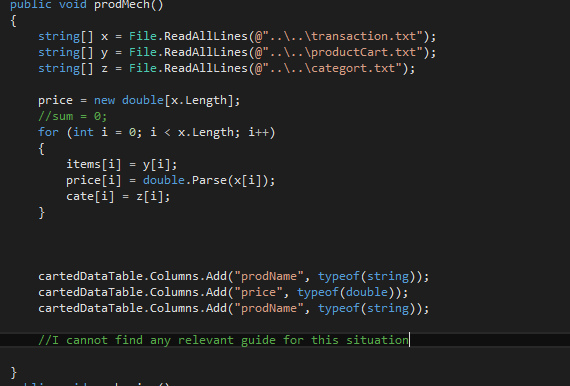 public void prodMech()
{
string[] x = File.ReadAllLines(@"..\..\transaction.txt");
string[] y = File.ReadAllLines(@"..\..\productCart.txt");
string[] z = File.ReadAllLines(@"..\..\categort.txt");
price = new double[x.Length];
//sum = 0;
for (int i = 0; i < x.Length; i++)
{
items[i] = y[i];
price[i] = double.Parse(x[i]);
cate[i] = z[i];
}
cartedDataTable.Columns.Add("prodName", typeof(string));
cartedDataTable.Columns.Add("price", typeof(double));
cartedDataTable.Columns.Add("prodName", typeof(string));
//I cannot find any relevant guide for this situation
}